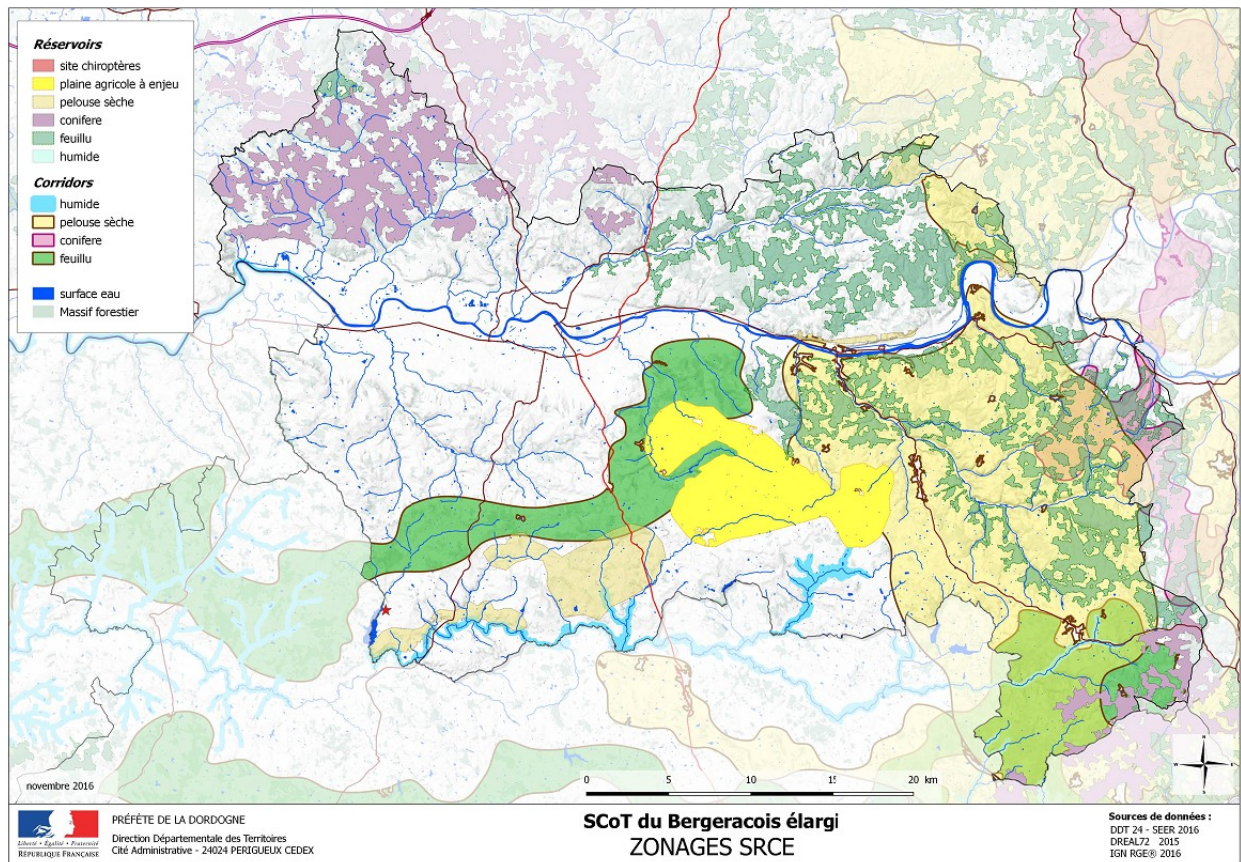 Réservoirs
site chiroptères
plaine agricole à enjeu
pelouse sèche
conifere
feuillu
humide
Corridors
humide
pelouse sèche
conifere
feuillu
surface eau
Massif forestier
novembre 2016
0 5 10 15 20 km
Liberté • Égalité • Fraternité
RÉPUBLIQUE FRANÇAISE
PRÉFÈTE DE LA DORDOGNE
Direction Départementale des Territoires
Cité Administrative - 24024 PERIGUEUX CEDEX
SCoT du Bergeracois élargi
ZONAGES SRCE
Sources de données :
DDT 24 - SEER 2016
DREAL72 2015
IGN RGE® 2016